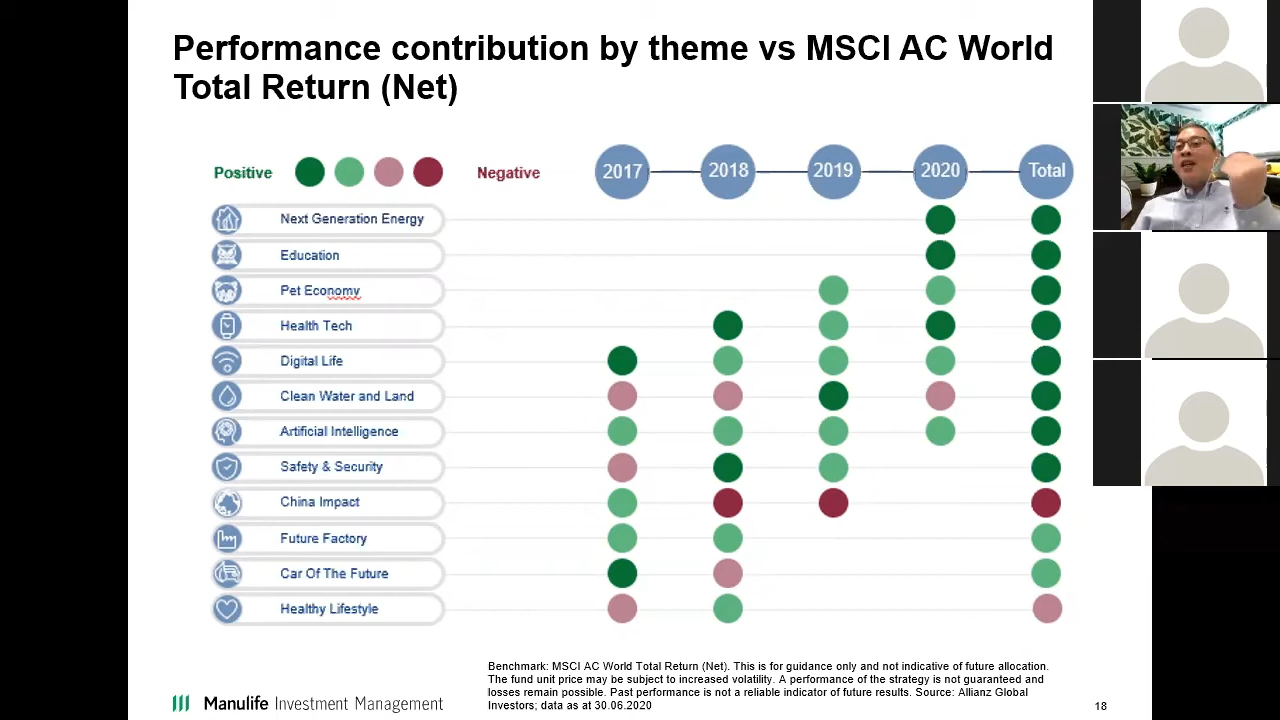 Performance contribution by theme vs MSCI AC World
Total Return (Net)
Positive
Negative
2017
2018
2019
2020
Total
Next Generation Energy
Education
Pet Economy
Health Tech
Digital Life
Clean Water and Land
Artificial Intelligence
Safety & Security
China Impact
Future Factory
Car Of The Future
Healthy Lifestyle
Benchmark: MSCI AC World Total Return (Net). This is for guidance only and not indicative of future allocation.
The fund unit price may be subject to increased volatility. A performance of the strategy is not guaranteed and
losses remain possible. Past performance is not a reliable indicator of future results. Source: Allianz Global
Investors; data as at 30.06.2020
Manulife Investment Management
18